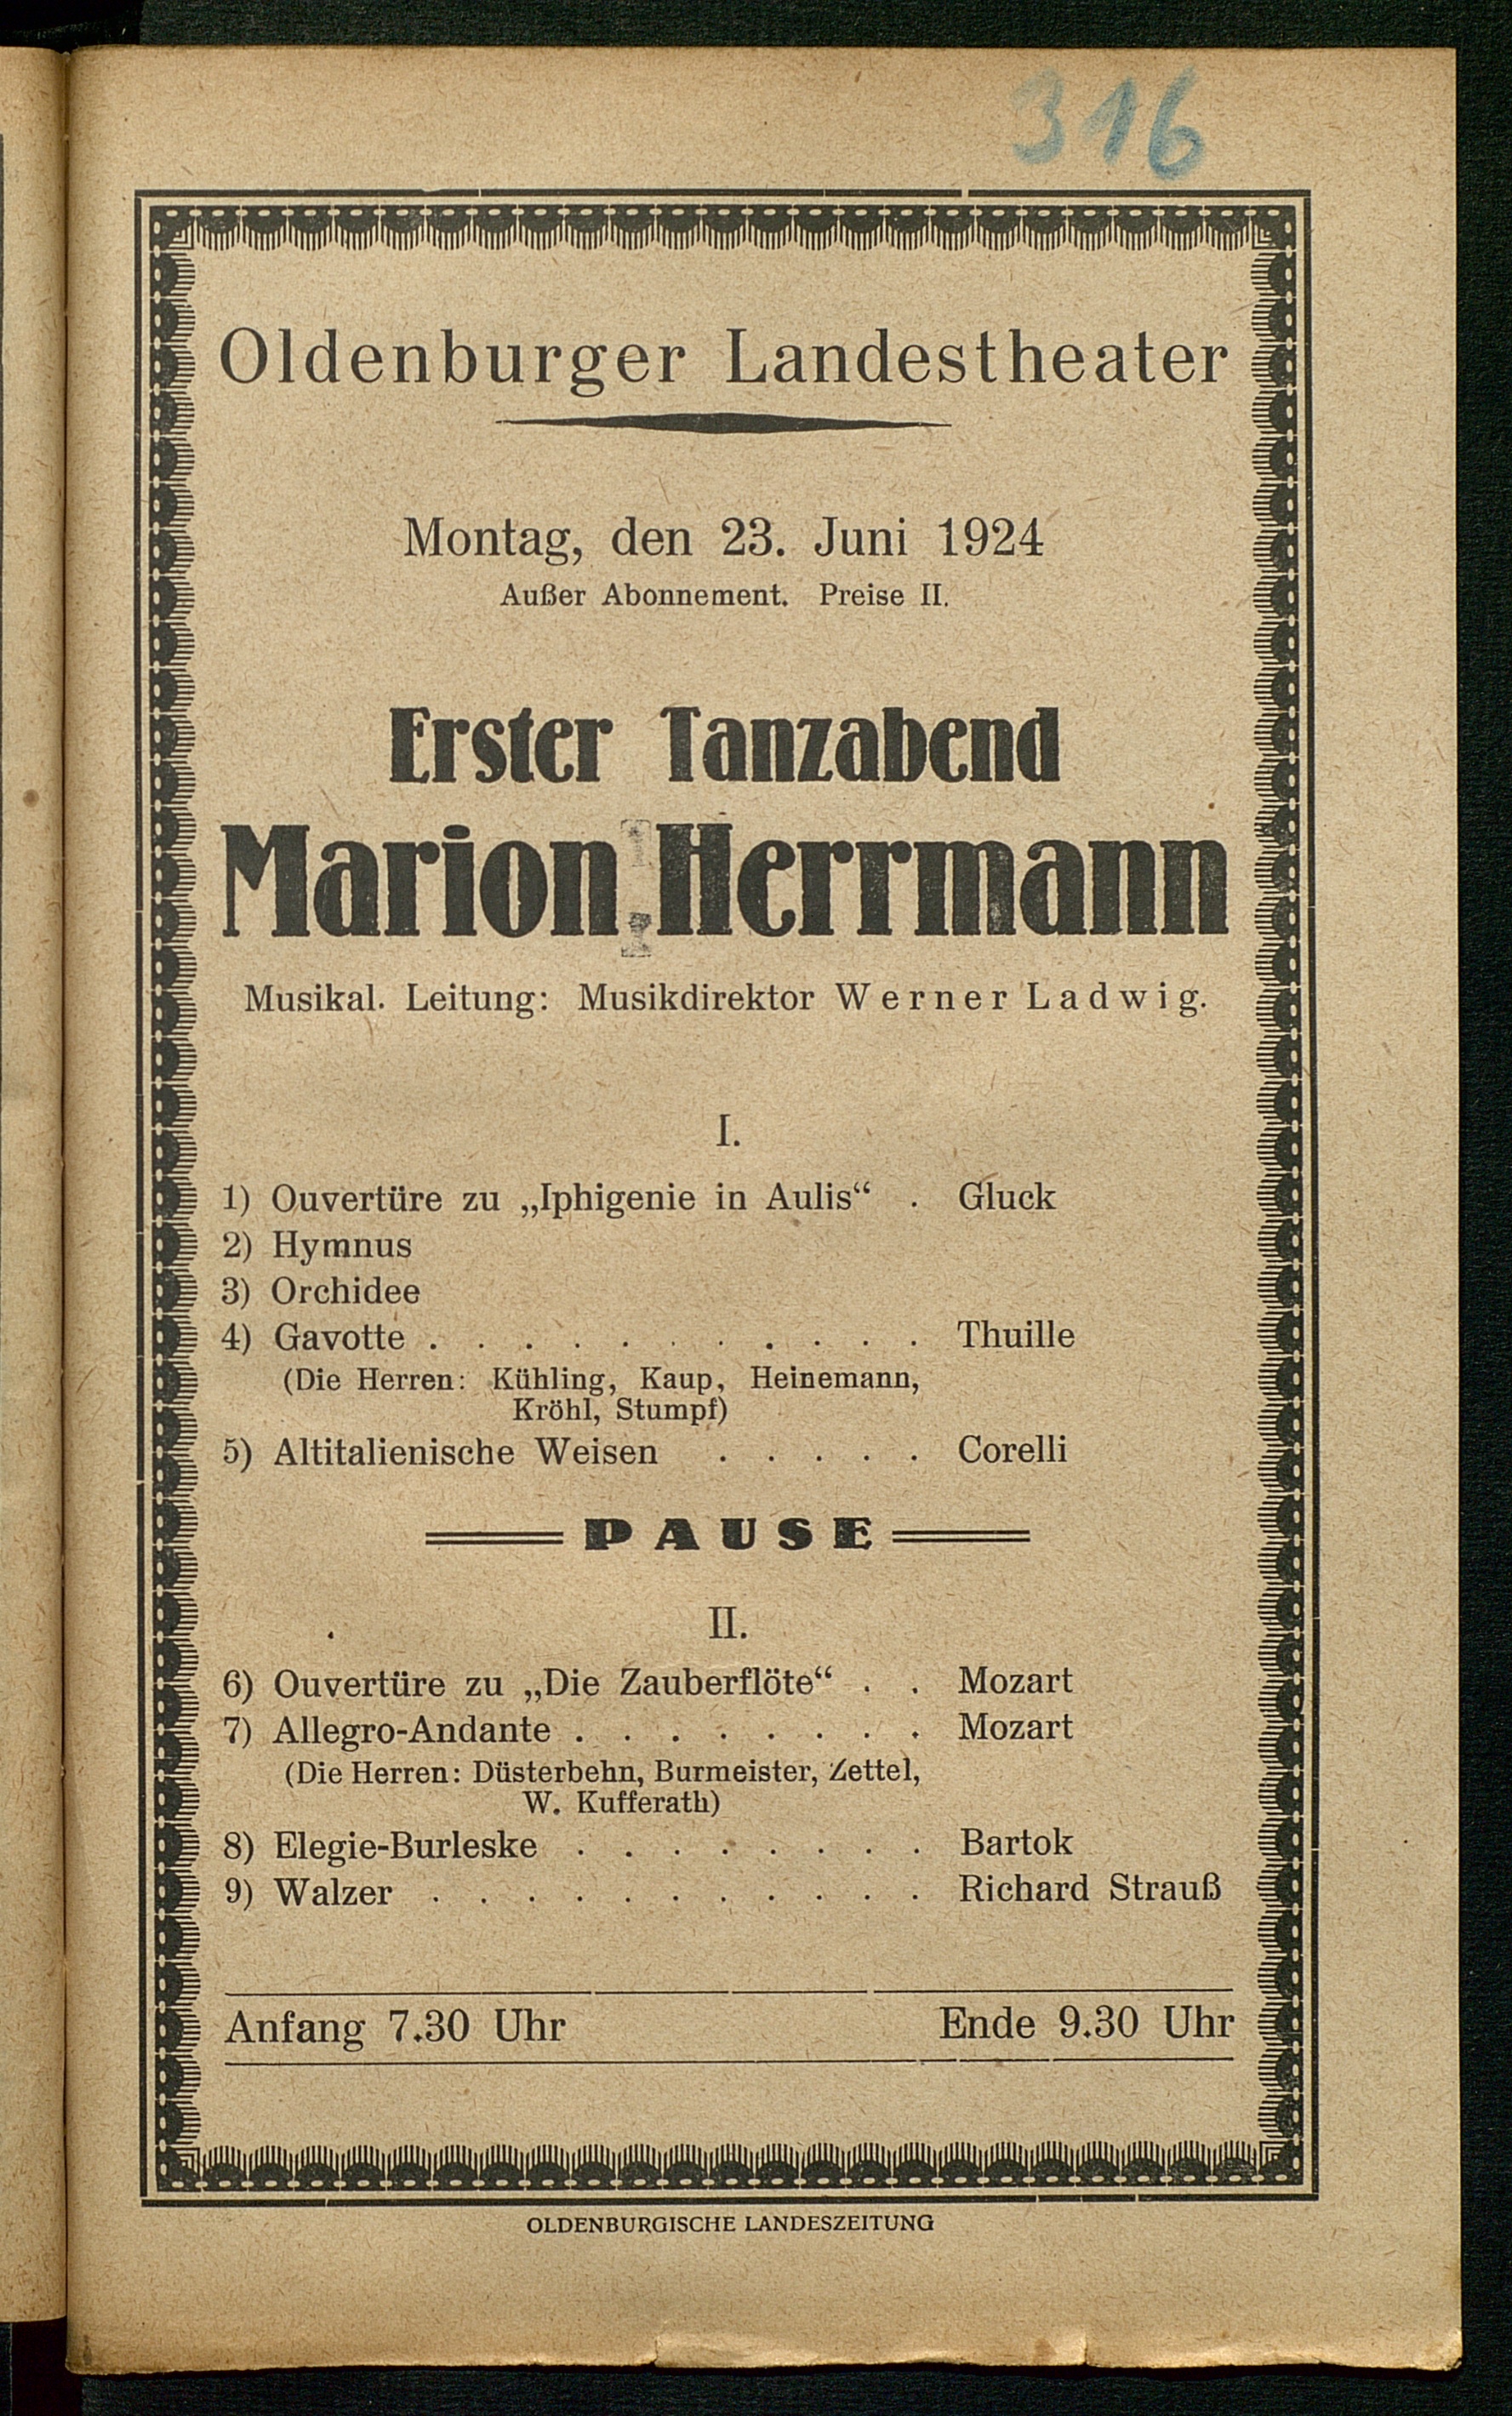 316
Oldenburger Landestheater
Montag, den 23. Juni 1924
Außer Abonnement. Preise II.
Erster Tanzabend
Marion Herrmann
Musikal. Leitung: Musikdirektor Werner Ladwig.
I.
1) Ouvertüre zu „Iphigenie in Aulis“ . Gluck
2) Hymnus
3) Orchidee
4) Gavotte . . . . . . . . . . . Thuille
(Die Herren: Kühling, Kaup, Heinemann,
Kröhl, Stumpf)
5) Altitalienische Weisen . . . . . Corelli
PAUSE
II.
6) Ouvertüre zu „Die Zauberflöte“ . . Mozart
7) Allegro-Andante . . . . . . . . Mozart
(Die Herren: Düsterbehn, Burmeister, Zettel,
W. Kufferath)
8) Elegie-Burleske . . . . . . . . Bartok
9) Walzer . . . . . . . . . . . Richard Strauß
Anfang 7.30 Uhr Ende 9.30 Uhr
OLDENBURGISCHE LANDESZEITUNG